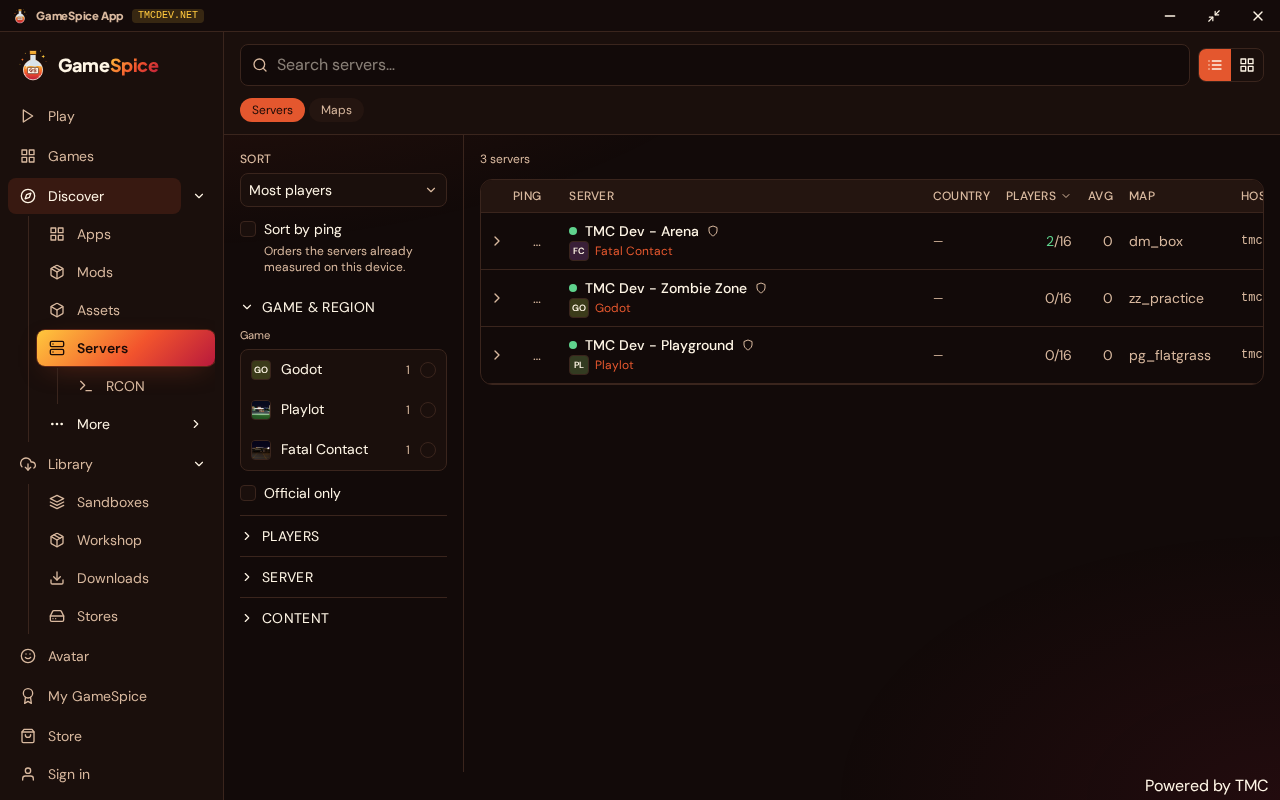 GameSpice App TMCDEV.NET
GameSpice
Play
Games
Discover
Apps
Mods
Assets
Servers
RCON
More
Library
Sandboxes
Workshop
Downloads
Stores
Avatar
My GameSpice
Store
Sign in
Search servers...
Servers Maps
SORT
Most players
Sort by ping
Orders the servers already
measured on this device.
GAME & REGION
Game
GO Godot 1
Playlot 1
Fatal Contact 1
Official only
PLAYERS
SERVER
CONTENT
3 servers
PING SERVER COUNTRY PLAYERS AVG MAP HOS
... TMC Dev - Arena — 2/16 0 dm_box tmc
FC Fatal Contact
... TMC Dev - Zombie Zone — 0/16 0 zz_practice tmc
GO Godot
... TMC Dev - Playground — 0/16 0 pg_flatgrass tmc
PL Playlot
Powered by TMC